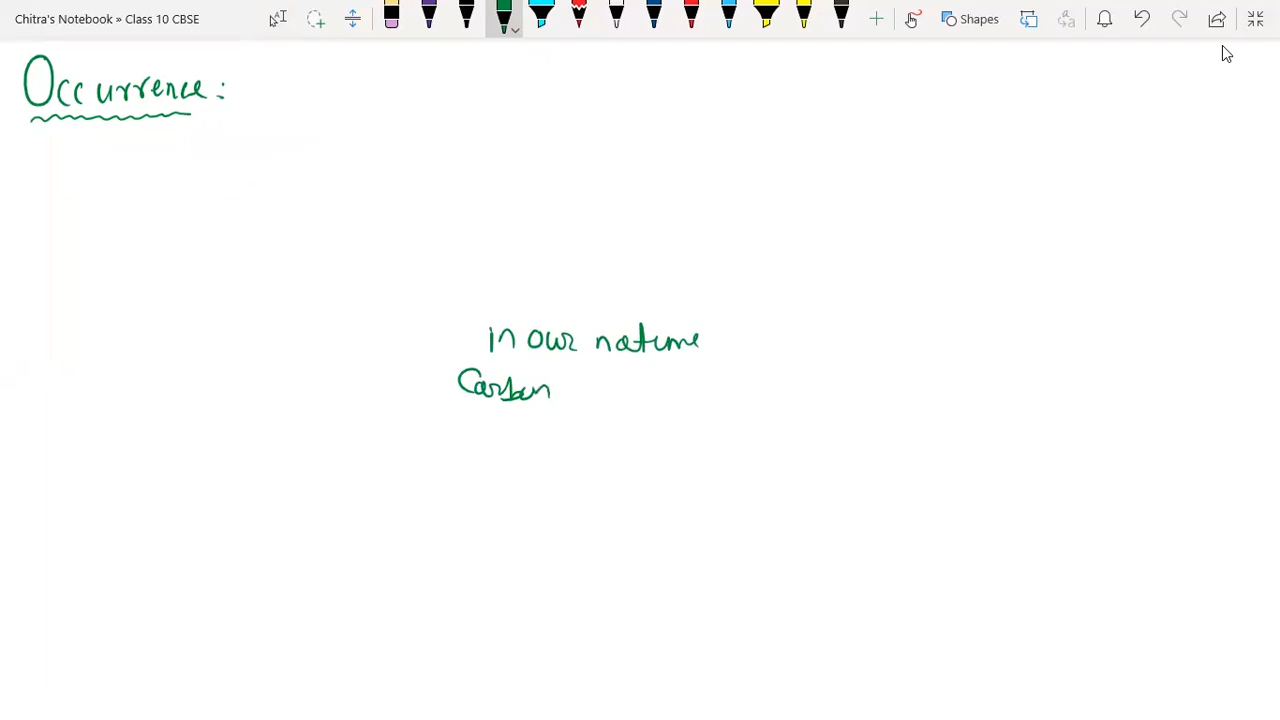 Chitra's Notebook » Class 10 CBSE
Shapes
Occurrence:
in our nature
Carbon